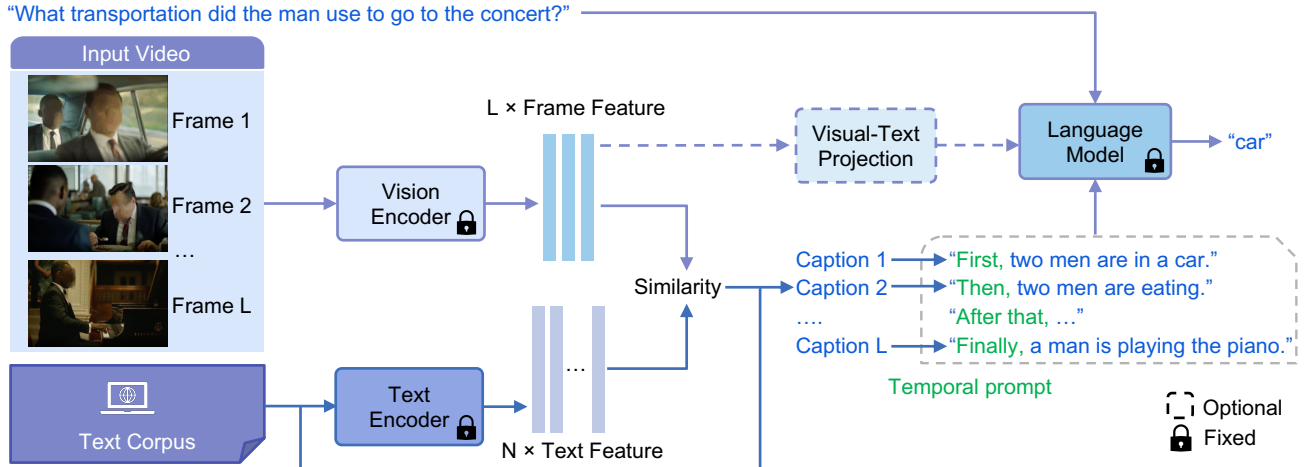 “What transportation did the man use to go to the concert?”
Input Video
Frame 1
Frame 2
…
Frame L
Vision
Encoder
L × Frame Feature
Visual-Text
Projection
Language
Model
“car”
Similarity
Caption 1
“First, two men are in a car.”
Caption 2
“Then, two men are eating.”
….
“After that, …”
Caption L
“Finally, a man is playing the piano.”
Temporal prompt
Text Corpus
Text
Encoder
…
N × Text Feature
Optional
Fixed